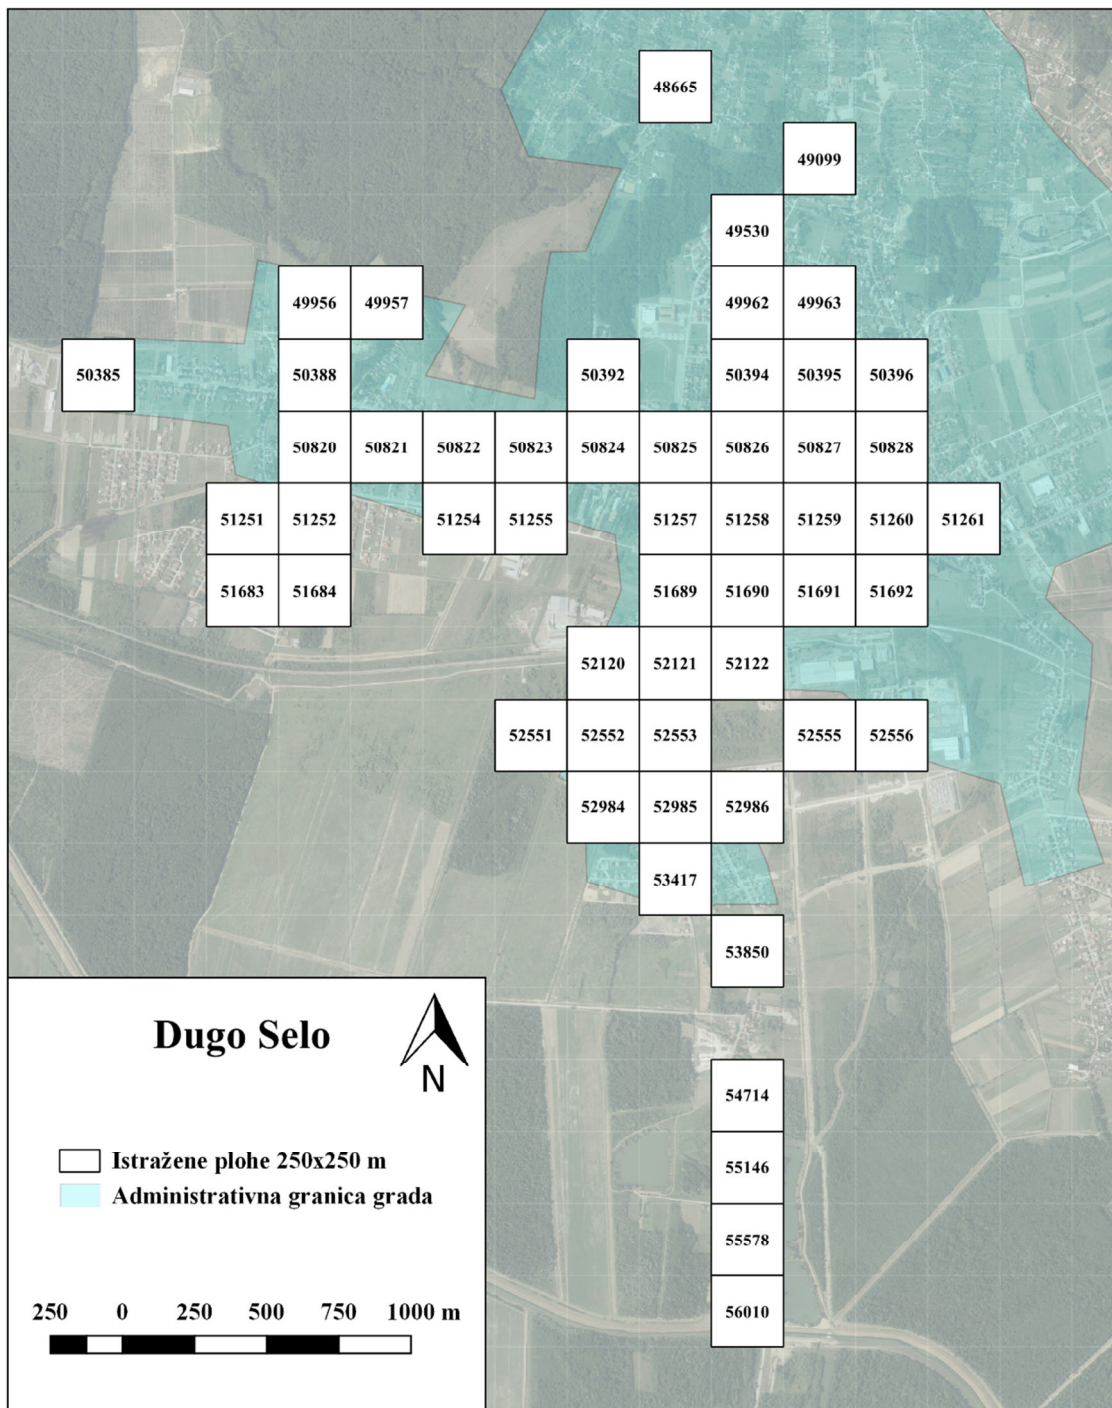 48665
49099
49530
49956 49957 49962 49963
50385 50388 50392 50394 50395 50396
50820 50821 50822 50823 50824 50825 50826 50827 50828
51251 51252 51254 51255 51257 51258 51259 51260 51261
51683 51684 51689 51690 51691 51692
52120 52121 52122
52551 52552 52553 52555 52556
52984 52985 52986
53417
53850
54714
55146
55578
56010
Dugo Selo
N
Istražene plohe 250x250 m
Administrativna granica grada
250 0 250 500 750 1000 m